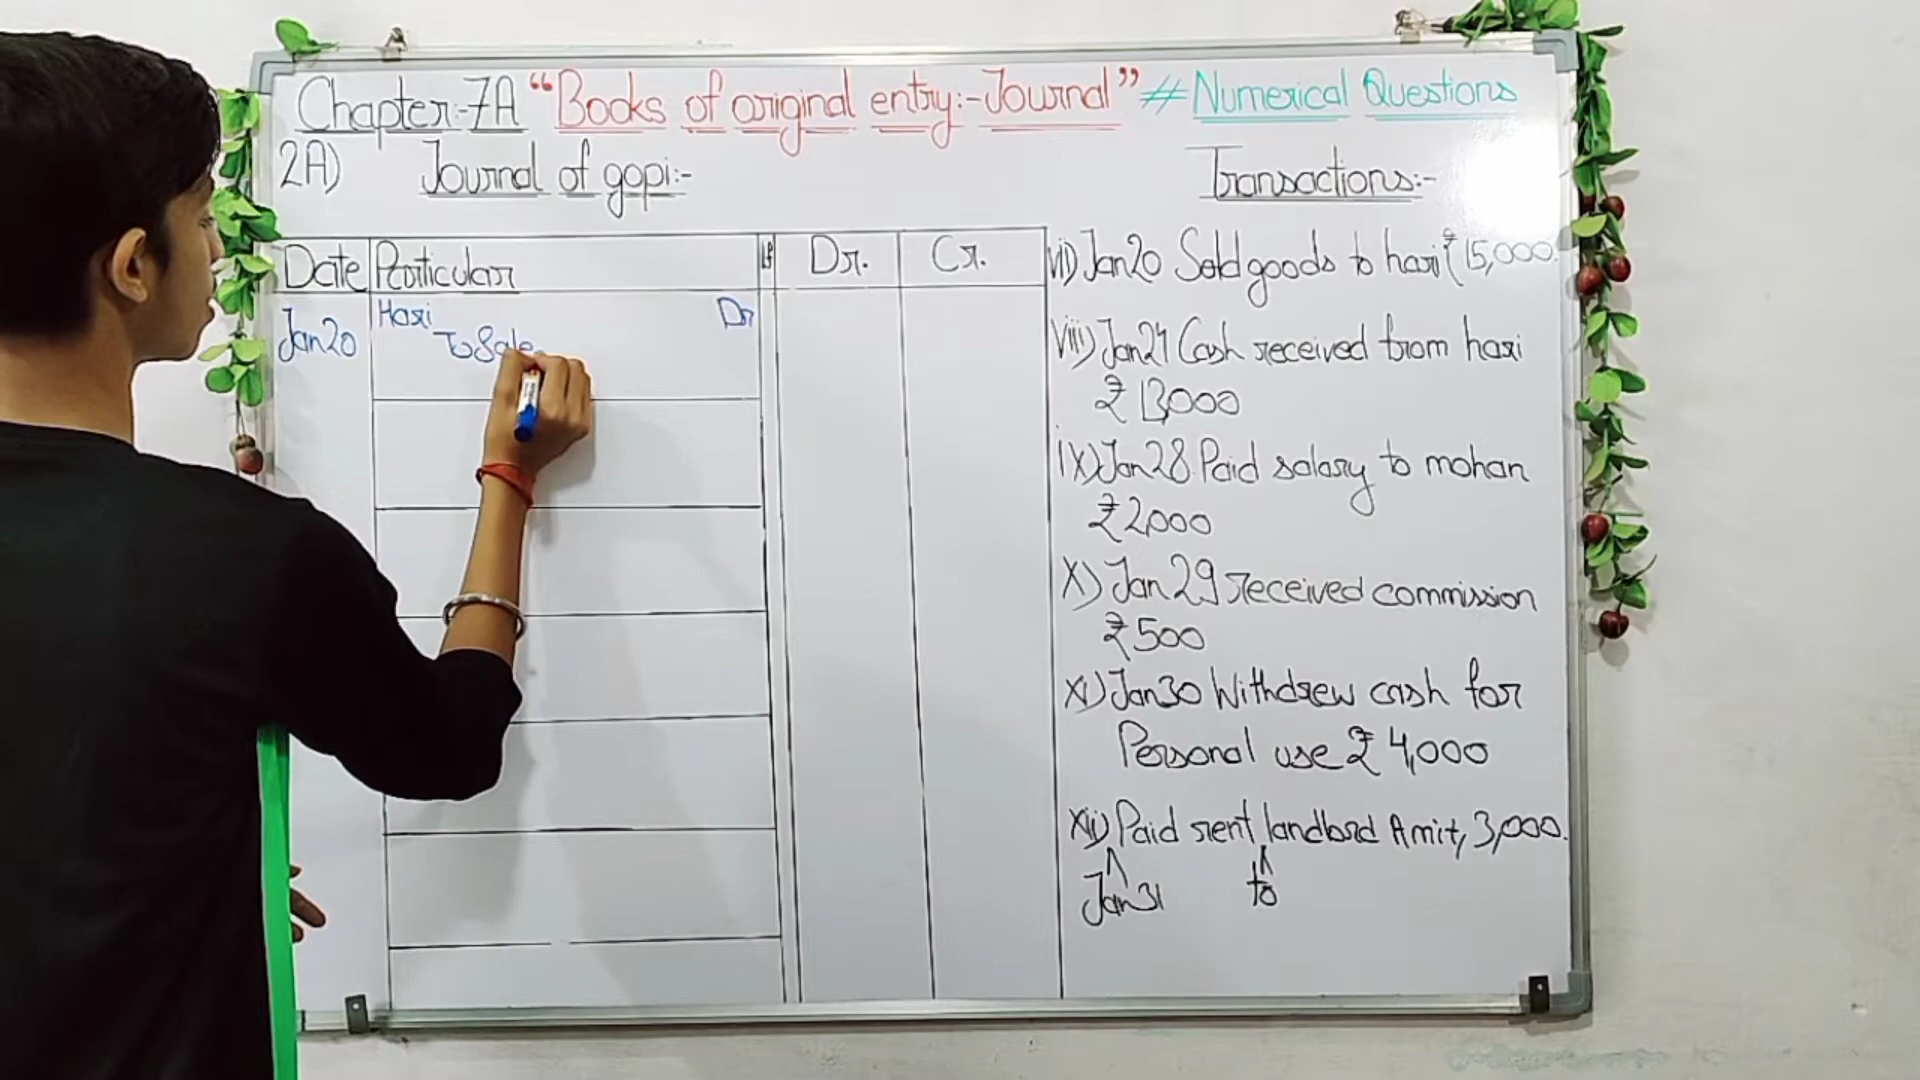 Chapter:-7A "Books of original entry:-Journal" # Numerical Questions
2A) Journal of gopi:-
Transactions:-
Date Particular LF Dr. Cr.
Jan20 Hari Dr
To Sale
vii) Jan20 Sold goods to hari ₹ 15,000.
viii) Jan24 Cash received from hari
₹ 13,000
ix) Jan28 Paid salary to mohan
₹ 2,000
x) Jan 29 received commission
₹ 500
xi) Jan30 Withdrew cash for
Personal use ₹ 4,000
xii) Paid rent landlord Amit, 3,000.
Jan31 to